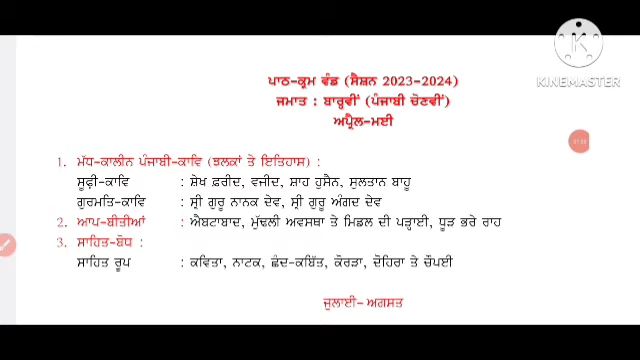 ਪਾਠ-ਕ੍ਰਮ ਵੰਡ (ਸੈਸ਼ਨ 2023-2024)
ਜਮਾਤ : ਬਾਰ੍ਹਵੀਂ (ਪੰਜਾਬੀ ਚੋਣਵੀਂ)
ਅਪ੍ਰੈਲ-ਮਈ
1. ਮੱਧ-ਕਾਲੀਨ ਪੰਜਾਬੀ-ਕਾਵਿ (ਝਲਕਾਂ ਤੇ ਇਤਿਹਾਸ) :
ਸੂਫ਼ੀ-ਕਾਵਿ : ਸ਼ੇਖ ਫ਼ਰੀਦ, ਵਜੀਦ, ਸ਼ਾਹ ਹੁਸੈਨ, ਸੁਲਤਾਨ ਬਾਹੂ
ਗੁਰਮਤਿ-ਕਾਵਿ : ਸ੍ਰੀ ਗੁਰੂ ਨਾਨਕ ਦੇਵ, ਸ੍ਰੀ ਗੁਰੂ ਅੰਗਦ ਦੇਵ
2. ਆਪ-ਬੀਤੀਆਂ : ਐਬਟਾਬਾਦ, ਮੁੱਢਲੀ ਅਵਸਥਾ ਤੇ ਮਿਡਲ ਦੀ ਪੜ੍ਹਾਈ, ਧੂੜ ਭਰੇ ਰਾਹ
3. ਸਾਹਿਤ-ਬੋਧ :
ਸਾਹਿਤ ਰੂਪ : ਕਵਿਤਾ, ਨਾਟਕ, ਛੰਦ-ਕਬਿੱਤ, ਕੋਰੜਾ, ਦੋਹਿਰਾ ਤੇ ਚੌਪਈ
ਜੁਲਾਈ-ਅਗਸਤ
KINEMASTER